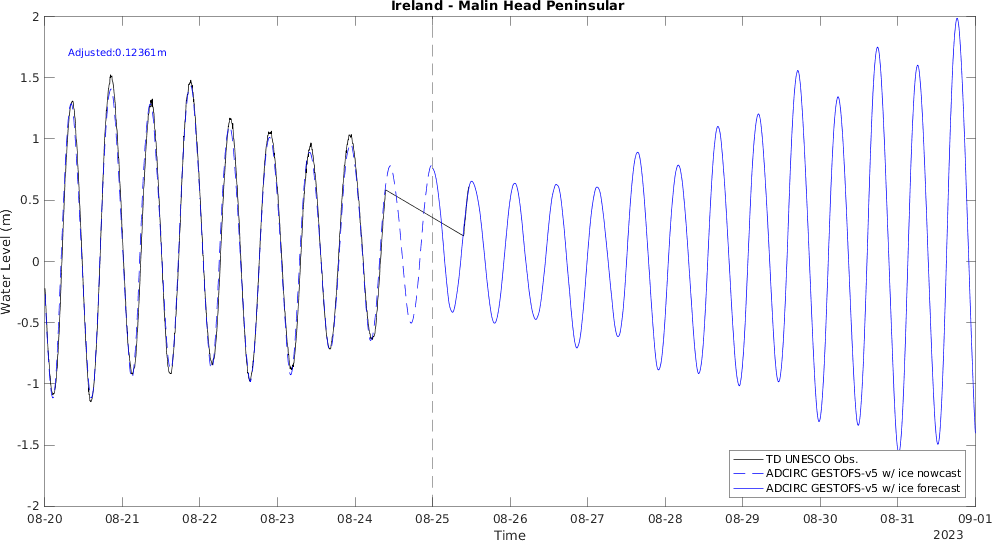 Ireland - Malin Head Peninsular
Adjusted:0.12361m
Water Level (m)
2
1.5
1
0.5
0
-0.5
-1
-1.5
-2
TD UNESCO Obs.
ADCIRC GESTOFS-v5 w/ ice nowcast
ADCIRC GESTOFS-v5 w/ ice forecast
08-20 08-21 08-22 08-23 08-24 08-25 08-26 08-27 08-28 08-29 08-30 08-31 09-01
Time
2023